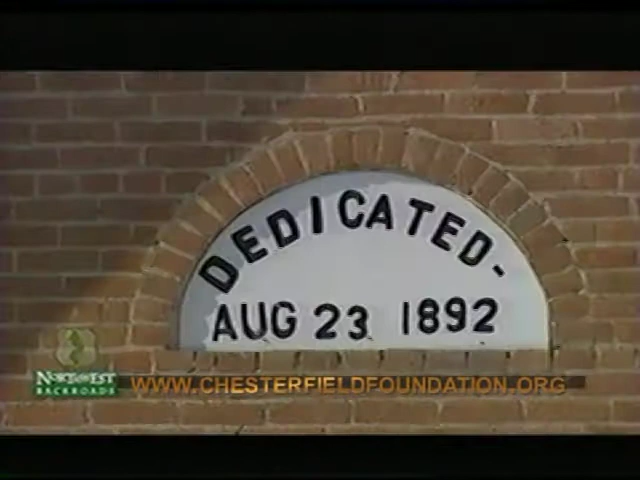 DEDICATED-
AUG 23 1892
NORTHWEST
BACKROADS
WWW.CHESTERFIELDFOUNDATION.ORG